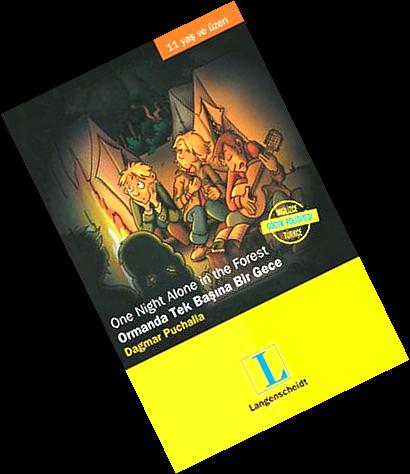 11 yaş ve üzeri
İNGİLİZCE
ÇOCUK POLİSİYESİ
TÜRKÇE
One Night Alone in the Forest
Ormanda Tek Başına Bir Gece
Dagmar Puchalla
L
Langenscheidt